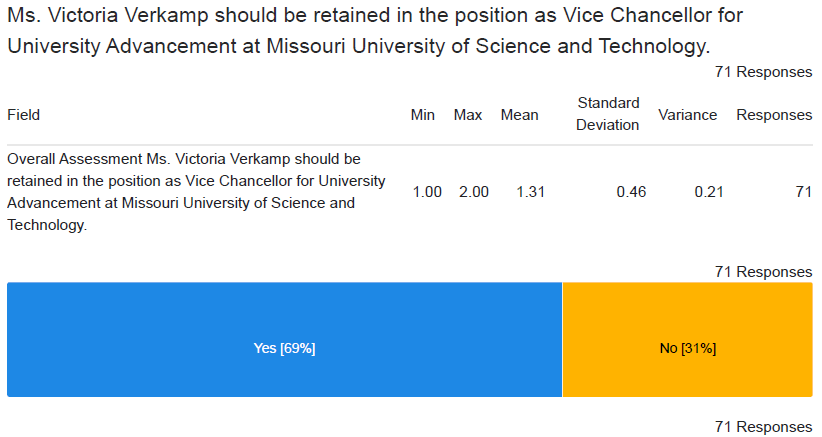 Ms. Victoria Verkamp should be retained in the position as Vice Chancellor for
University Advancement at Missouri University of Science and Technology.
71 Responses
Field Min Max Mean Standard Deviation Variance Responses
Overall Assessment Ms. Victoria Verkamp should be
retained in the position as Vice Chancellor for University
Advancement at Missouri University of Science and
Technology.
1.00 2.00 1.31 0.46 0.21 71
71 Responses
Yes [69%] No [31%]
71 Responses